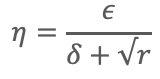 η = ϵ / (δ + √r)